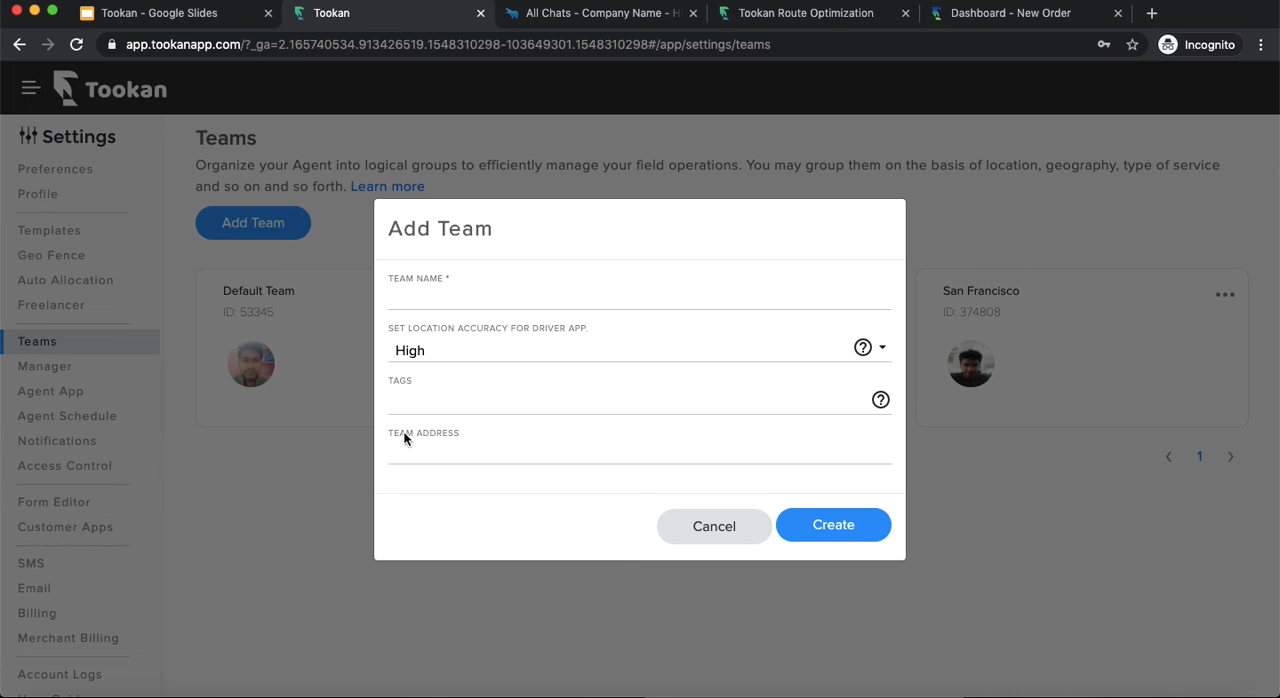 Tookan - Google Slides
Tookan
All Chats - Company Name - H
Tookan Route Optimization
Dashboard - New Order
app.tookanapp.com/?_ga=2.165740534.913426519.1548310298-103649301.1548310298#/app/settings/teams
Incognito
Tookan
Settings
Preferences
Profile
Templates
Geo Fence
Auto Allocation
Freelancer
Teams
Manager
Agent App
Agent Schedule
Notifications
Access Control
Form Editor
Customer Apps
SMS
Email
Billing
Merchant Billing
Account Logs
Teams
Organize your Agent into logical groups to efficiently manage your field operations. You may group them on the basis of location, geography, type of service
and so on and so forth. Learn more
Add Team
Default Team
ID: 53345
San Francisco
ID: 374808
1
Add Team
TEAM NAME *
SET LOCATION ACCURACY FOR DRIVER APP.
High
TAGS
TEAM ADDRESS
Cancel
Create